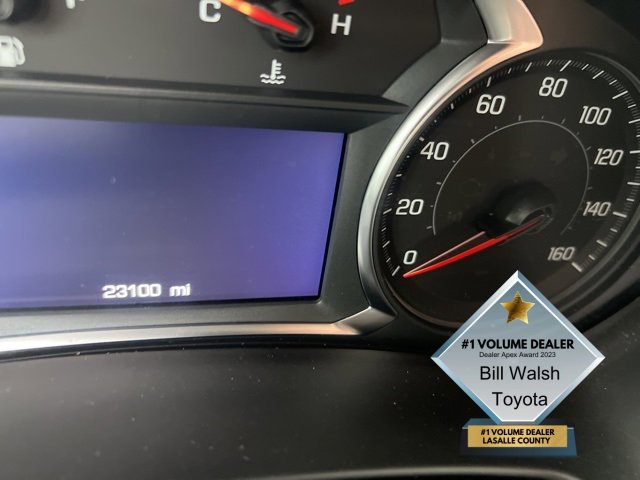 C H
23100 mi
0 20 40 60 80 100 120 140 160
#1 VOLUME DEALER
Dealer Apex Award 2023
Bill Walsh
Toyota
#1 VOLUME DEALER
LASALLE COUNTY